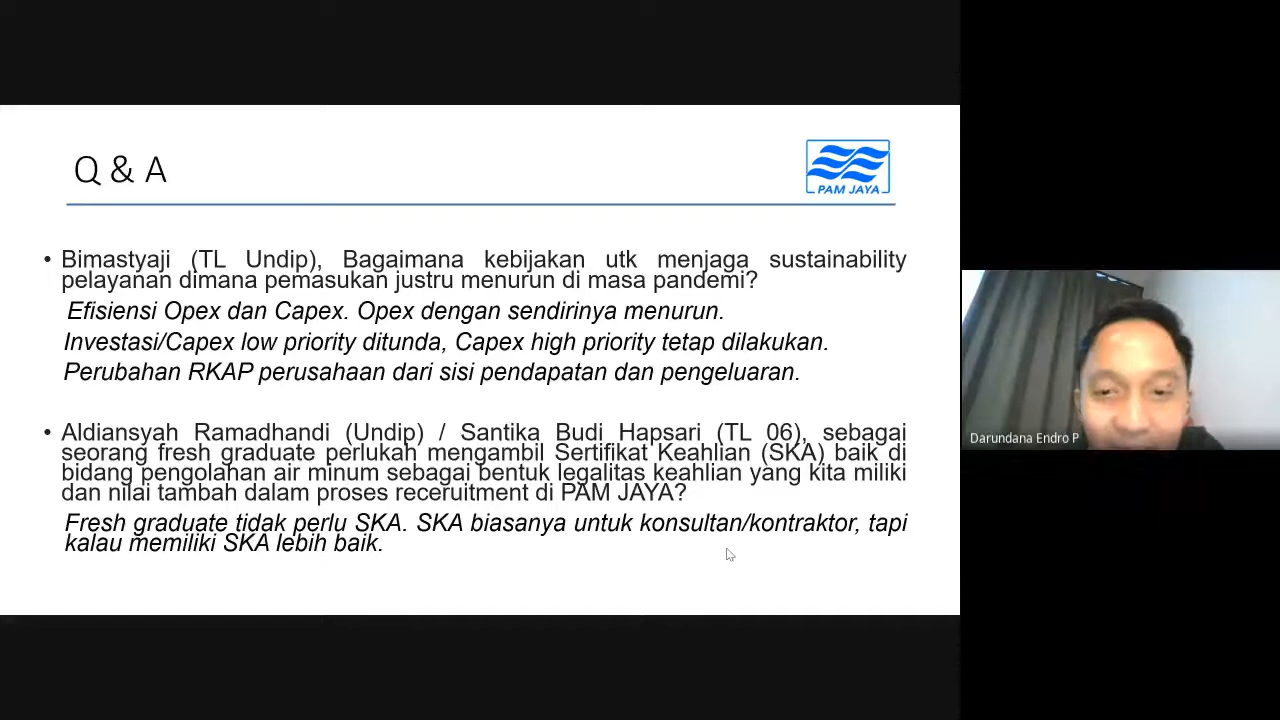 Q & A
PAM JAYA
• Bimastyaji (TL Undip), Bagaimana kebijakan utk menjaga sustainability
pelayanan dimana pemasukan justru menurun di masa pandemi?
Efisiensi Opex dan Capex. Opex dengan sendirinya menurun.
Investasi/Capex low priority ditunda, Capex high priority tetap dilakukan.
Perubahan RKAP perusahaan dari sisi pendapatan dan pengeluaran.
• Aldiansyah Ramadhandi (Undip) / Santika Budi Hapsari (TL 06), sebagai
seorang fresh graduate perlukah mengambil Sertifikat Keahlian (SKA) baik di
bidang pengolahan air minum sebagai bentuk legalitas keahlian yang kita miliki
dan nilai tambah dalam proses receruitment di PAM JAYA?
Fresh graduate tidak perlu SKA. SKA biasanya untuk konsultan/kontraktor, tapi
kalau memiliki SKA lebih baik.
Darundana Endro P